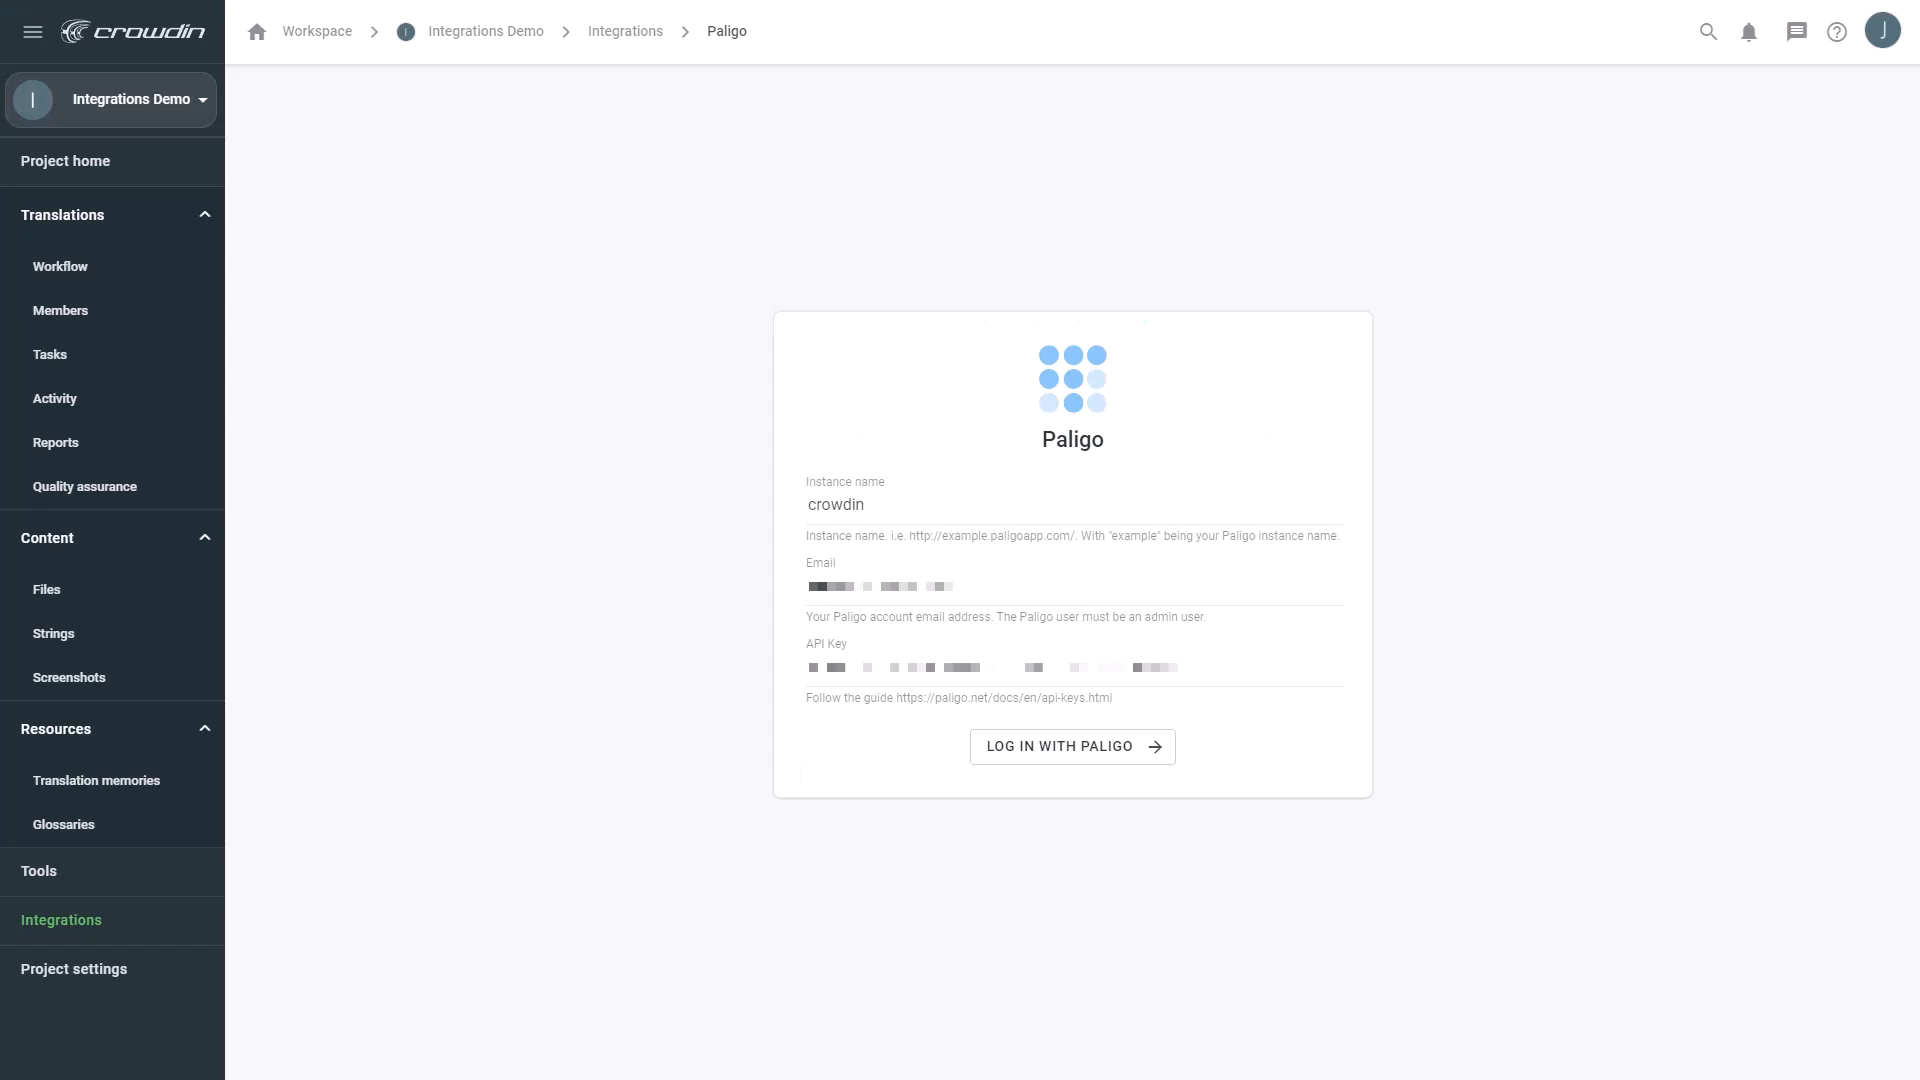 crowdin
Workspace
Integrations Demo
Integrations
Paligo
J
I
Integrations Demo
Project home
Translations
Workflow
Members
Tasks
Activity
Reports
Quality assurance
Content
Files
Strings
Screenshots
Resources
Translation memories
Glossaries
Tools
Integrations
Project settings
Paligo
Instance name
crowdin
Instance name. i.e. http://example.paligoapp.com/. With "example" being your Paligo instance name.
Email
Your Paligo account email address. The Paligo user must be an admin user.
API Key
Follow the guide https://paligo.net/docs/en/api-keys.html
LOG IN WITH PALIGO